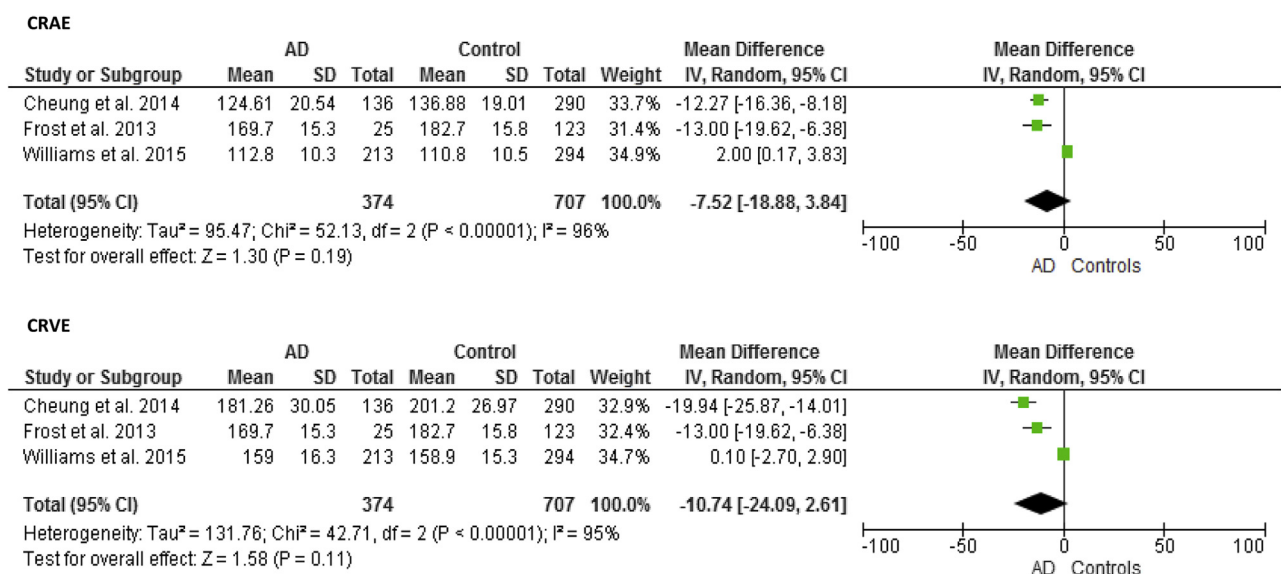 CRAE
AD Control Mean Difference Mean Difference
Study or Subgroup Mean SD Total Mean SD Total Weight IV, Random, 95% CI IV, Random, 95% CI
Cheung et al. 2014 124.61 20.54 136 136.88 19.01 290 33.7% -12.27 [-16.36, -8.18]
Frost et al. 2013 169.7 15.3 25 182.7 15.8 123 31.4% -13.00 [-19.62, -6.38]
Williams et al. 2015 112.8 10.3 213 110.8 10.5 294 34.9% 2.00 [0.17, 3.83]
Total (95% CI) 374 707 100.0% -7.52 [-18.88, 3.84]
Heterogeneity: Tau² = 95.47; Chi² = 52.13, df = 2 (P < 0.00001); I² = 96%
Test for overall effect: Z = 1.30 (P = 0.19)
-100 -50 0 50 100
AD Controls
CRVE
AD Control Mean Difference Mean Difference
Study or Subgroup Mean SD Total Mean SD Total Weight IV, Random, 95% CI IV, Random, 95% CI
Cheung et al. 2014 181.26 30.05 136 201.2 26.97 290 32.9% -19.94 [-25.87, -14.01]
Frost et al. 2013 169.7 15.3 25 182.7 15.8 123 32.4% -13.00 [-19.62, -6.38]
Williams et al. 2015 159 16.3 213 158.9 15.3 294 34.7% 0.10 [-2.70, 2.90]
Total (95% CI) 374 707 100.0% -10.74 [-24.09, 2.61]
Heterogeneity: Tau² = 131.76; Chi² = 42.71, df = 2 (P < 0.00001); I² = 95%
Test for overall effect: Z = 1.58 (P = 0.11)
-100 -50 0 50 100
AD Controls